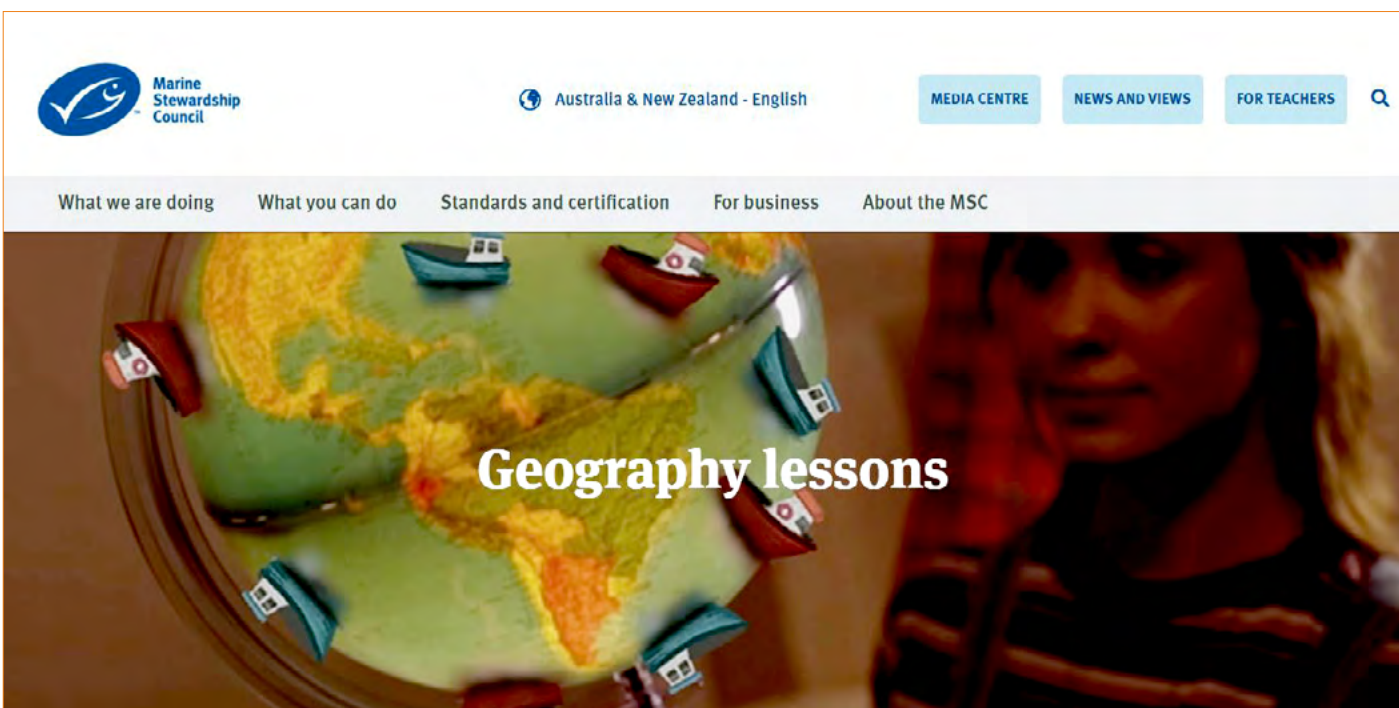 Marine
Stewardship
Council
Australia & New Zealand - English
MEDIA CENTRE
NEWS AND VIEWS
FOR TEACHERS
What we are doing
What you can do
Standards and certification
For business
About the MSC
Geography lessons